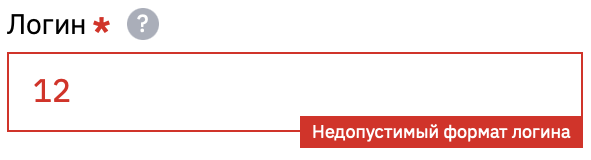 Логин * ?
12
Недопустимый формат логина